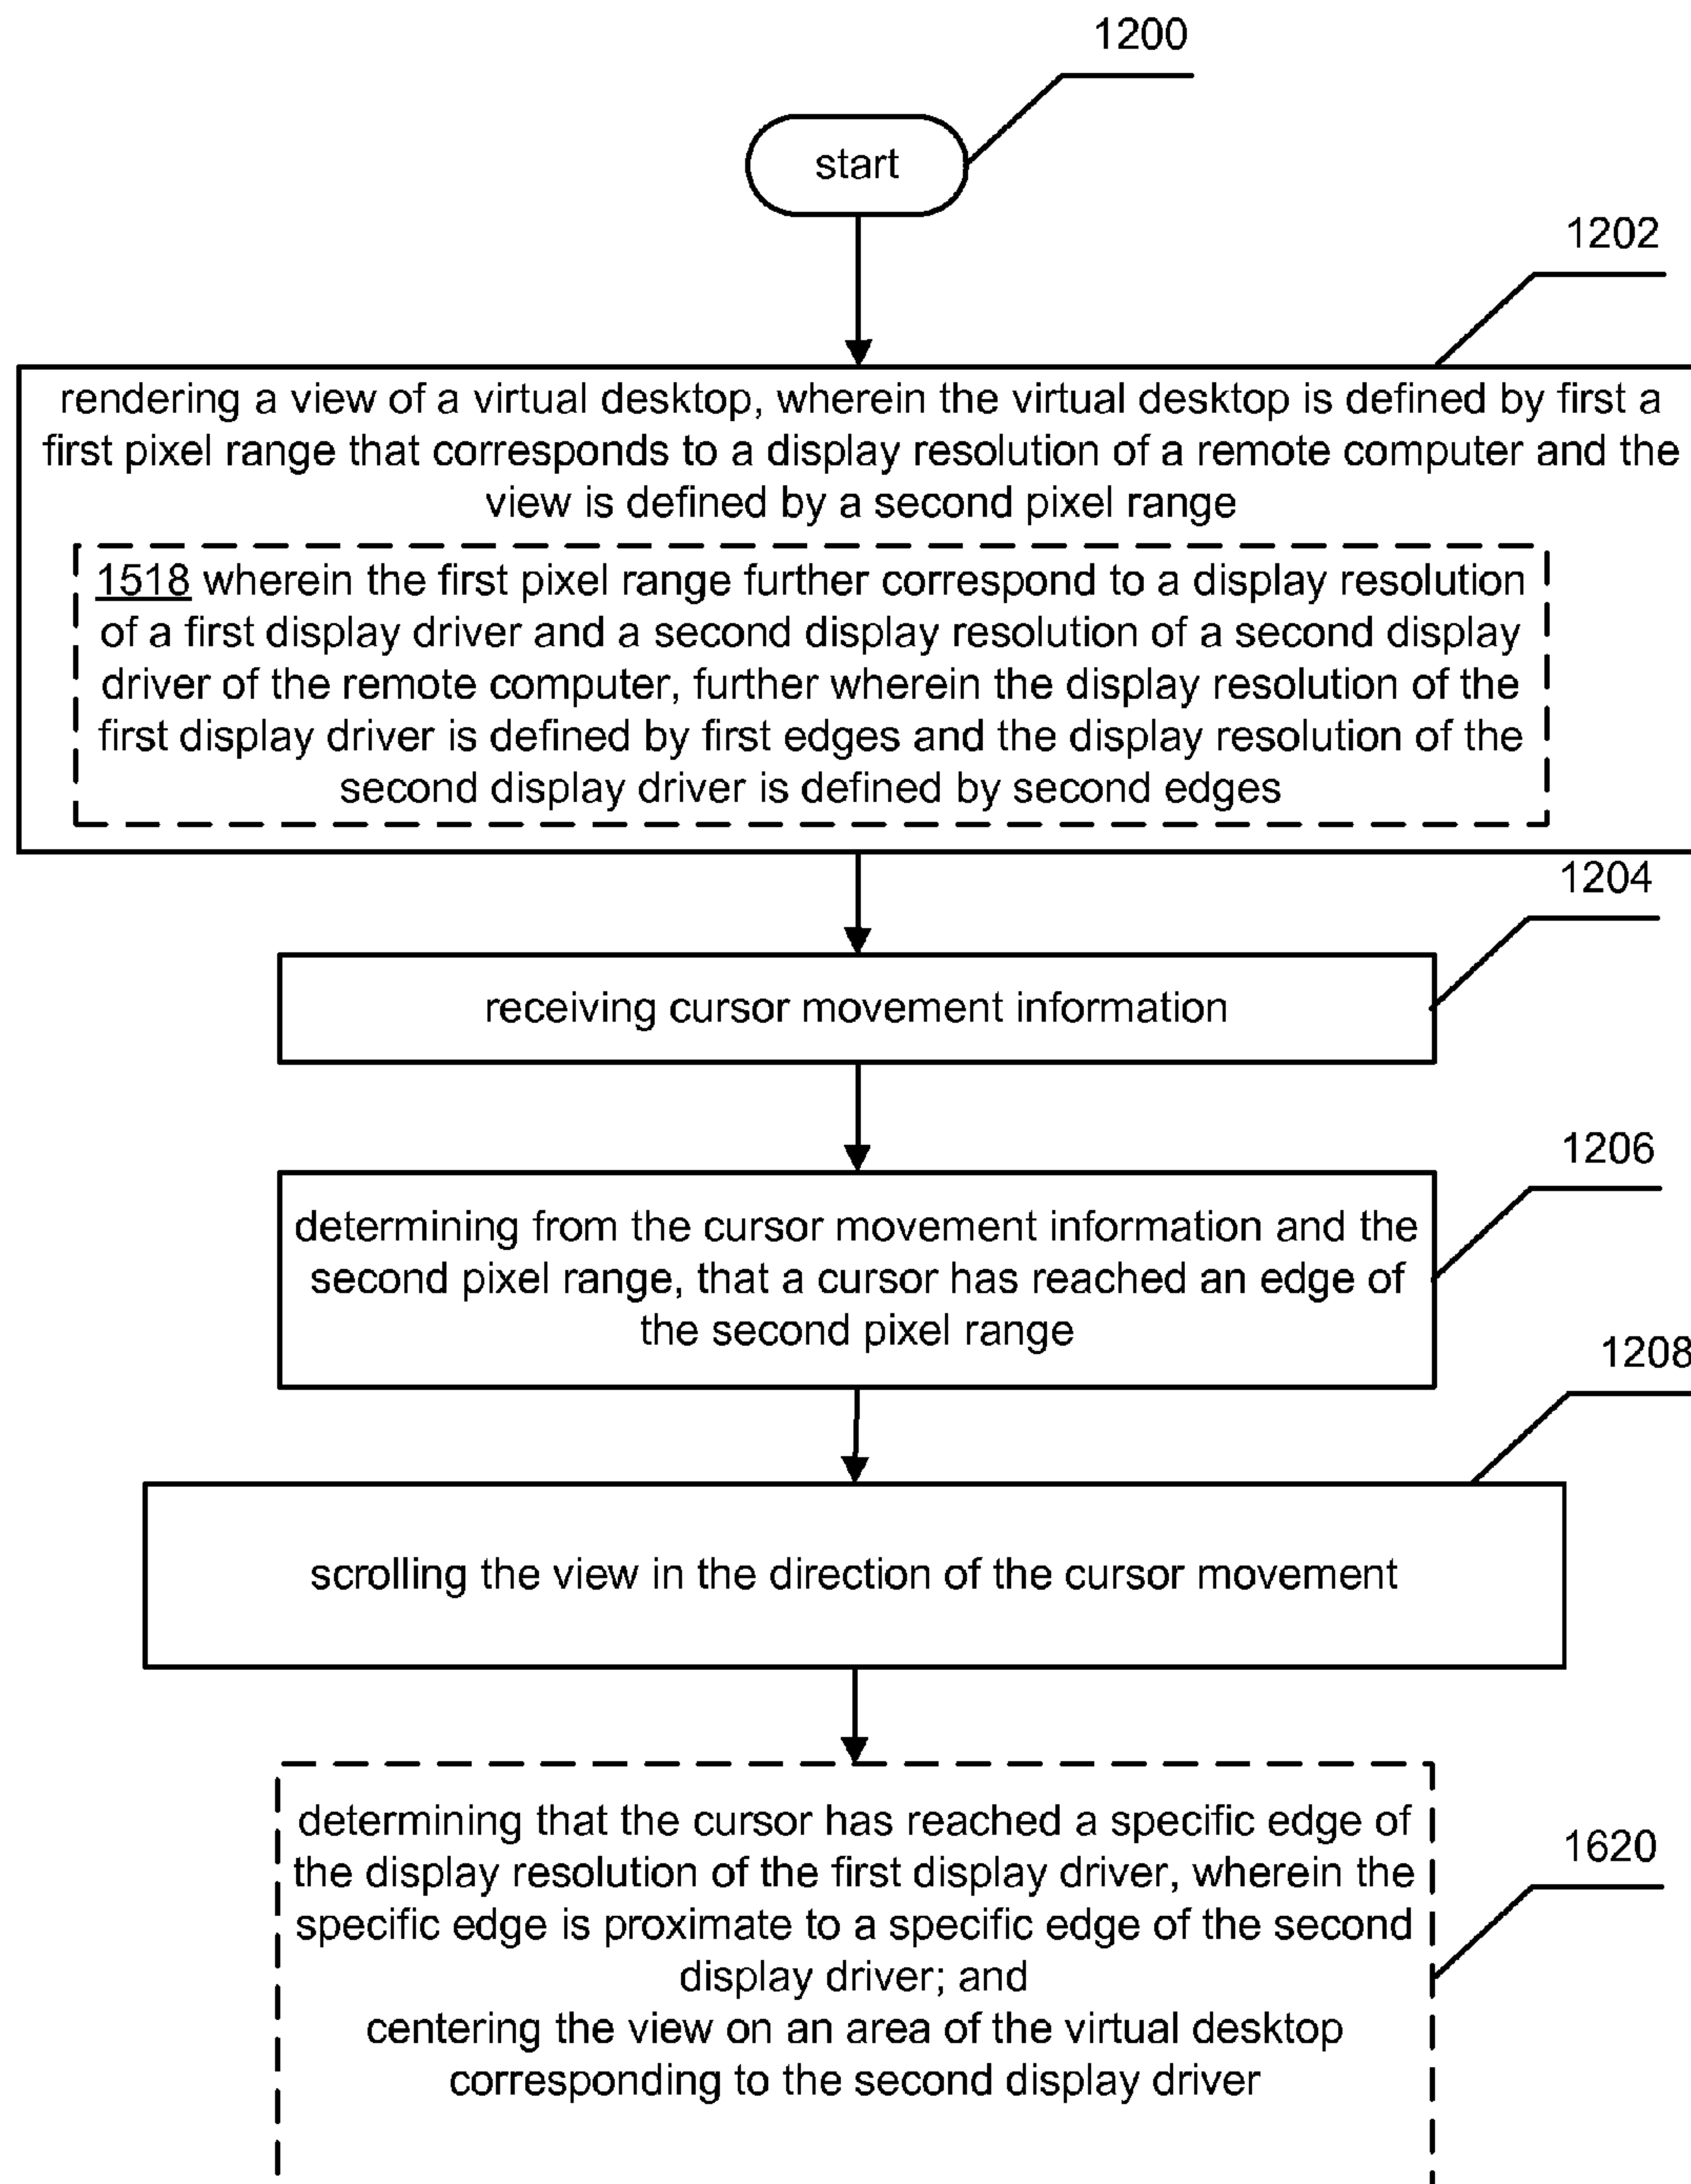 1200
start
1202
rendering a view of a virtual desktop, wherein the virtual desktop is defined by first a
first pixel range that corresponds to a display resolution of a remote computer and the
view is defined by a second pixel range
1518 wherein the first pixel range further correspond to a display resolution
of a first display driver and a second display resolution of a second display
driver of the remote computer, further wherein the display resolution of the
first display driver is defined by first edges and the display resolution of the
second display driver is defined by second edges
1204
receiving cursor movement information
1206
determining from the cursor movement information and the
second pixel range, that a cursor has reached an edge of
the second pixel range
1208
scrolling the view in the direction of the cursor movement
1620
determining that the cursor has reached a specific edge of
the display resolution of the first display driver, wherein the
specific edge is proximate to a specific edge of the second
display driver; and
centering the view on an area of the virtual desktop
corresponding to the second display driver